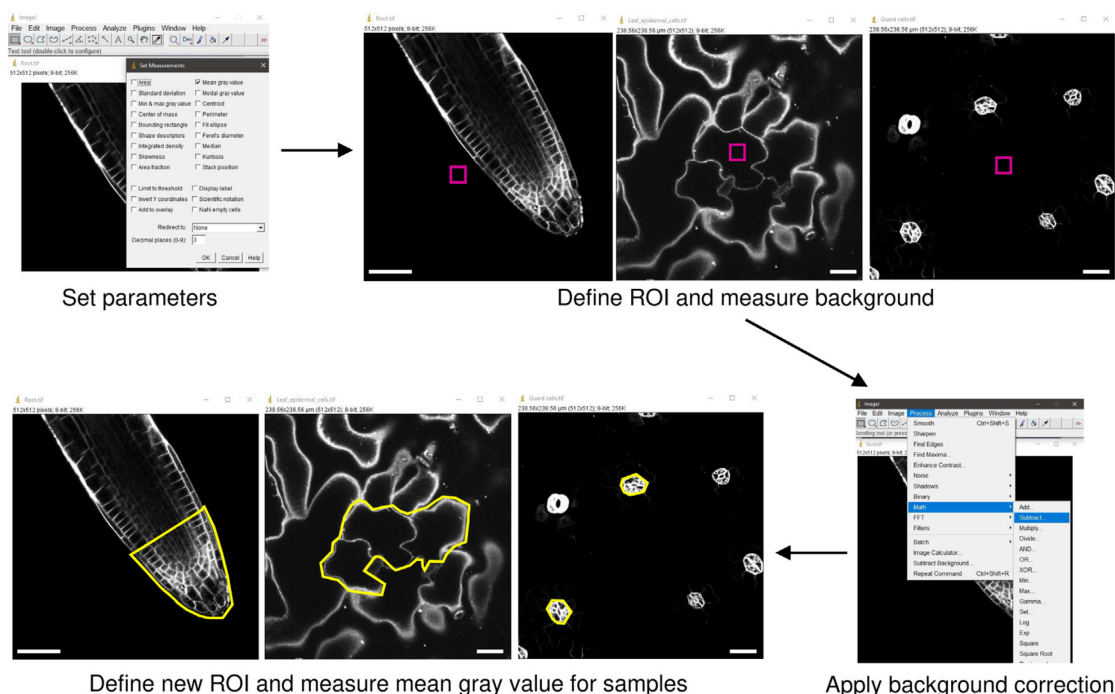 ImageJ
File Edit Image Process Analyze Plugins Window Help
Dev
Text tool (double-click to configure)
Root.tif
512x512 pixels; 8-bit; 256K
Set Measurements
Area
Mean gray value
Standard deviation
Modal gray value
Min & max gray value
Centroid
Center of mass
Perimeter
Bounding rectangle
Fit ellipse
Shape descriptors
Feret's diameter
Integrated density
Median
Skewness
Kurtosis
Area fraction
Stack position
Limit to threshold
Display label
Invert Y coordinates
Scientific notation
Add to overlay
NaN empty cells
Redirect to: None
Decimal places (0-9): 3
OK Cancel Help
Set parameters
Root.tif
512x512 pixels; 8-bit; 256K
Leaf_epidermal_cells.tif
238.56x238.56 µm (512x512); 8-bit; 256K
Guard cells.tif
238.56x238.56 µm (512x512); 8-bit; 256K
Define ROI and measure background
Root.tif
512x512 pixels; 8-bit; 256K
Leaf_epidermal_cells.tif
238.56x238.56 µm (512x512); 8-bit; 256K
Guard cells.tif
238.56x238.56 µm (512x512); 8-bit; 256K
Define new ROI and measure mean gray value for samples
ImageJ
File Edit Image Process Analyze Plugins Window Help
Scrolling tool (or press
Smooth Ctrl+Shift+S
Sharpen
Find Edges
Find Maxima...
Enhance Contrast...
Noise
Shadows
Binary
Math
FFT
Filters
Batch
Image Calculator...
Subtract Background...
Repeat Command Ctrl+Shift+R
Add...
Subtract...
Multiply...
Divide...
AND...
OR...
XOR...
Min...
Max...
Gamma...
Set...
Log
Exp
Square
Square Root
Apply background correction